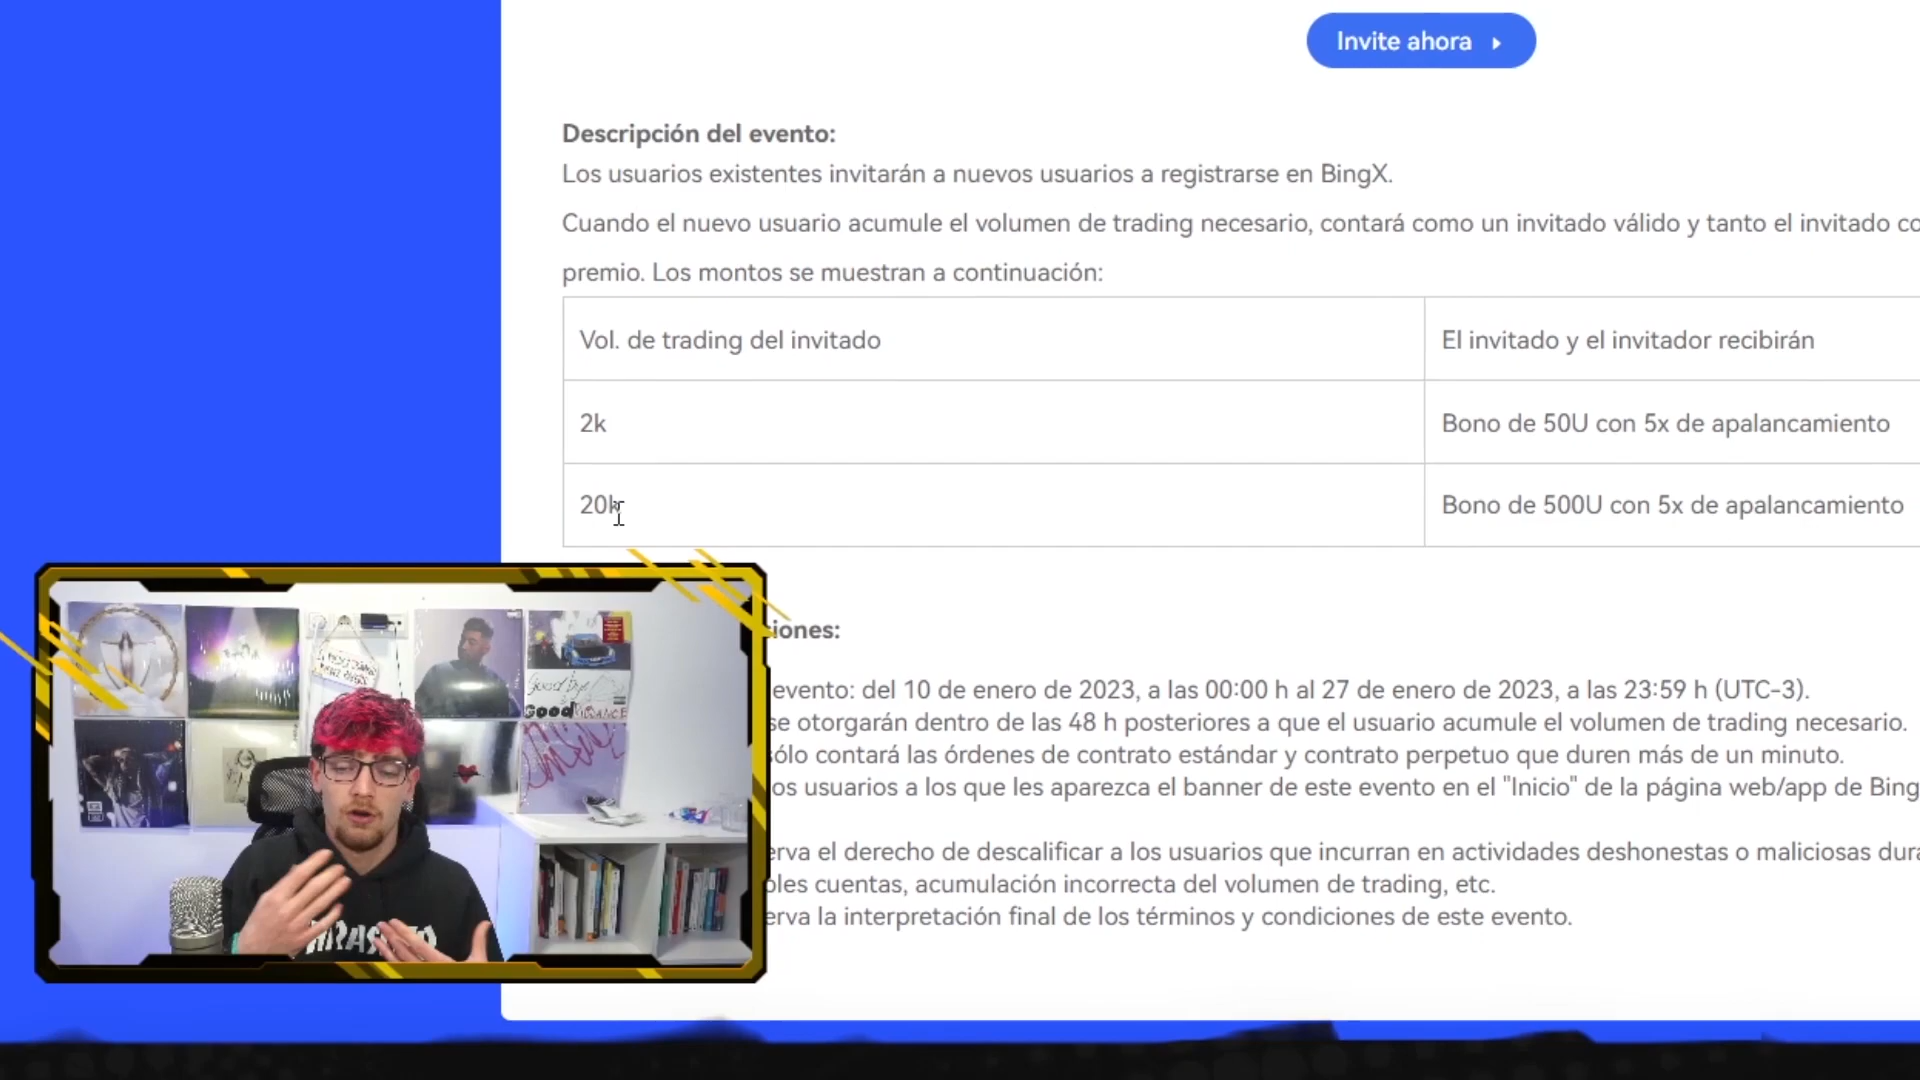 Invite ahora
Descripción del evento:
Los usuarios existentes invitarán a nuevos usuarios a registrarse en BingX.
Cuando el nuevo usuario acumule el volumen de trading necesario, contará como un invitado válido y tanto el invitado co
premio. Los montos se muestran a continuación:
Vol. de trading del invitado
El invitado y el invitador recibirán
2k
Bono de 50U con 5x de apalancamiento
20k
Bono de 500U con 5x de apalancamiento
iones:
evento: del 10 de enero de 2023, a las 00:00 h al 27 de enero de 2023, a las 23:59 h (UTC-3).
se otorgarán dentro de las 48 h posteriores a que el usuario acumule el volumen de trading necesario.
sólo contará las órdenes de contrato estándar y contrato perpetuo que duren más de un minuto.
os usuarios a los que les aparezca el banner de este evento en el "Inicio" de la página web/app de Bing
erva el derecho de descalificar a los usuarios que incurran en actividades deshonestas o maliciosas dura
ples cuentas, acumulación incorrecta del volumen de trading, etc.
erva la interpretación final de los términos y condiciones de este evento.
Good